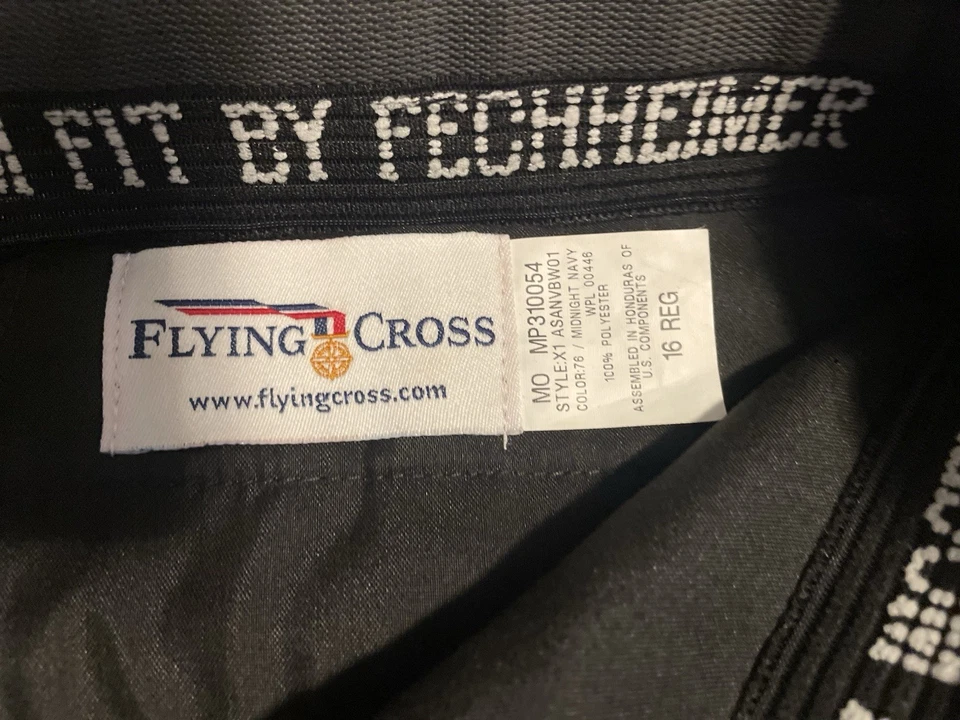 FIT BY FECHHEIMER
FLYING CROSS
www.flyingcross.com
MO MP310054
STYLE:X1 ASANVBW01
COLOR:76 / MIDNIGHT NAVY
WPL 00446
100% POLYESTER
ASSEMBLED IN HONDURAS OF
U.S. COMPONENTS
16 REG